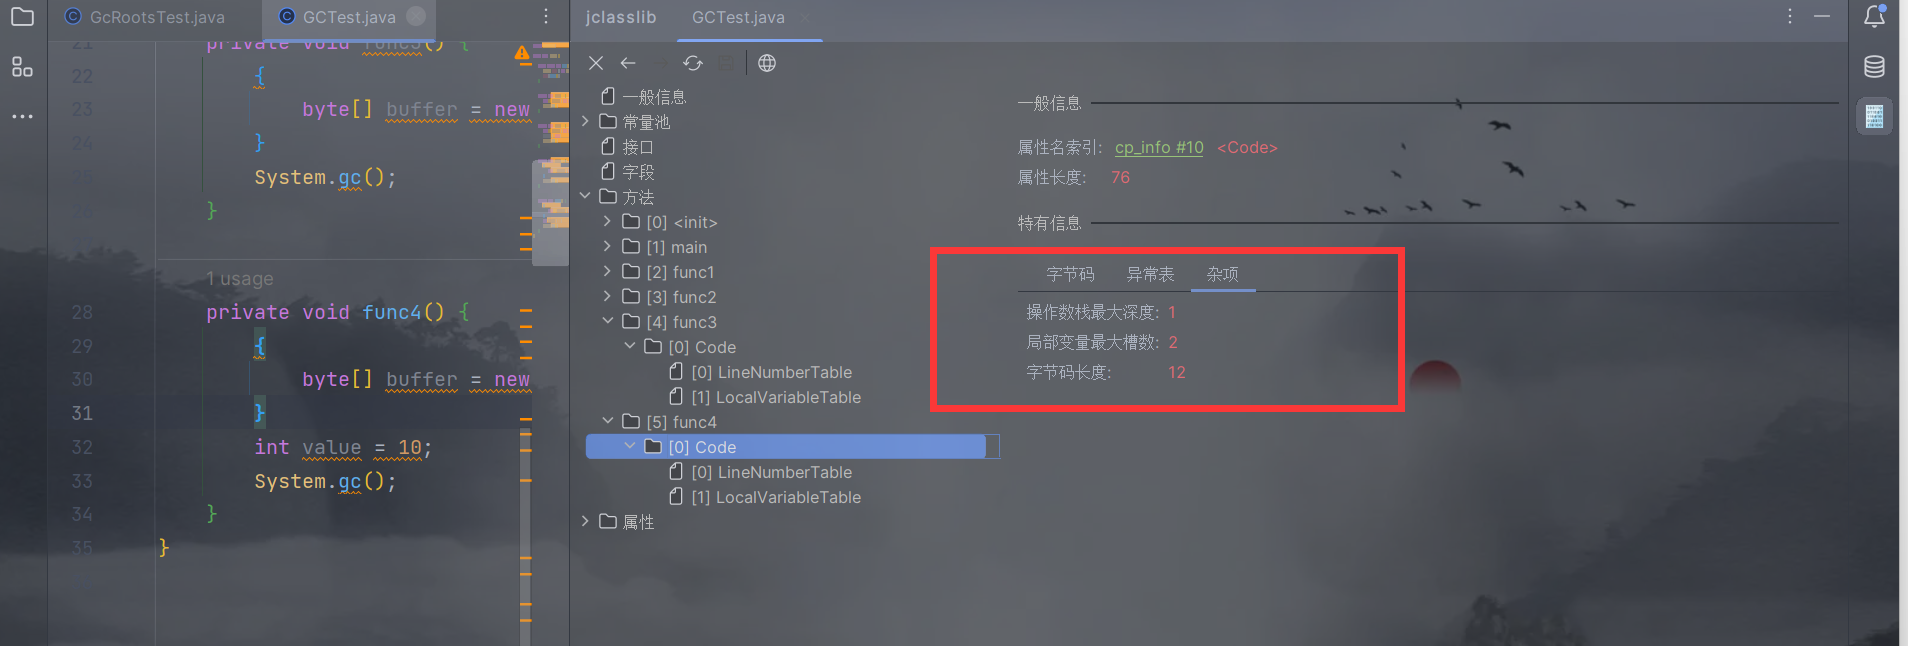 GcRootsTest.java
GCTest.java
jclasslib
GCTest.java
21 private void func3() {
22 {
23 byte[] buffer = new
24 }
25 System.gc();
26 }
1 usage
28 private void func4() {
29 {
30 byte[] buffer = new
31 }
32 int value = 10;
33 System.gc();
34 }
35 }
一般信息
常量池
接口
字段
方法
[0] <init>
[1] main
[2] func1
[3] func2
[4] func3
[0] Code
[0] LineNumberTable
[1] LocalVariableTable
[5] func4
[0] Code
[0] LineNumberTable
[1] LocalVariableTable
属性
一般信息
属性名索引: cp_info #10 <Code>
属性长度: 76
特有信息
字节码 异常表 杂项
操作数栈最大深度: 1
局部变量最大槽数: 2
字节码长度: 12